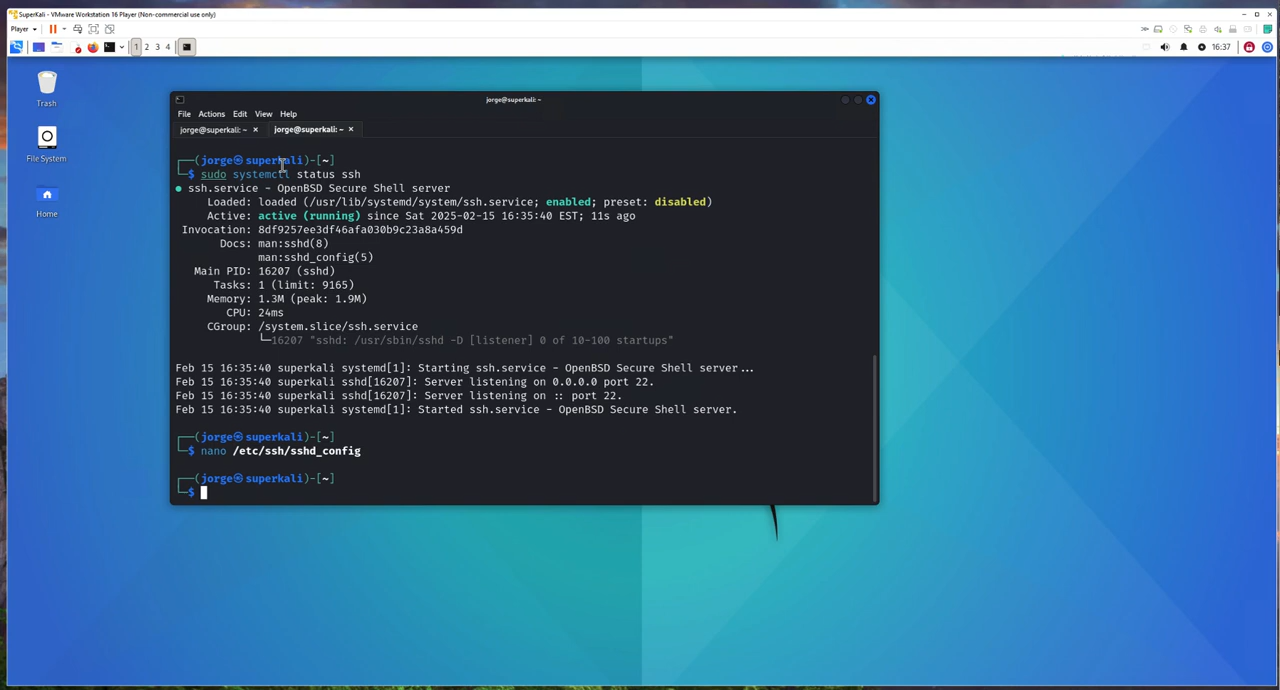 SuperKali - VMware Workstation 16 Player (Non-commercial use only)
Player
1 2 3 4
16:37
Trash
File System
Home
jorge@superkali: ~
File Actions Edit View Help
jorge@superkali: ~ × jorge@superkali: ~ ×
┌──(jorge㉿superkali)-[~]
└─$ sudo systemctl status ssh
● ssh.service - OpenBSD Secure Shell server
Loaded: loaded (/usr/lib/systemd/system/ssh.service; enabled; preset: disabled)
Active: active (running) since Sat 2025-02-15 16:35:40 EST; 11s ago
Invocation: 8df9257ee3df46afa030b9c23a8a459d
Docs: man:sshd(8)
man:sshd_config(5)
Main PID: 16207 (sshd)
Tasks: 1 (limit: 9165)
Memory: 1.3M (peak: 1.9M)
CPU: 24ms
CGroup: /system.slice/ssh.service
└─16207 "sshd: /usr/sbin/sshd -D [listener] 0 of 10-100 startups"
Feb 15 16:35:40 superkali systemd[1]: Starting ssh.service - OpenBSD Secure Shell server...
Feb 15 16:35:40 superkali sshd[16207]: Server listening on 0.0.0.0 port 22.
Feb 15 16:35:40 superkali sshd[16207]: Server listening on :: port 22.
Feb 15 16:35:40 superkali systemd[1]: Started ssh.service - OpenBSD Secure Shell server.
┌──(jorge㉿superkali)-[~]
└─$ nano /etc/ssh/sshd_config
┌──(jorge㉿superkali)-[~]
└─$